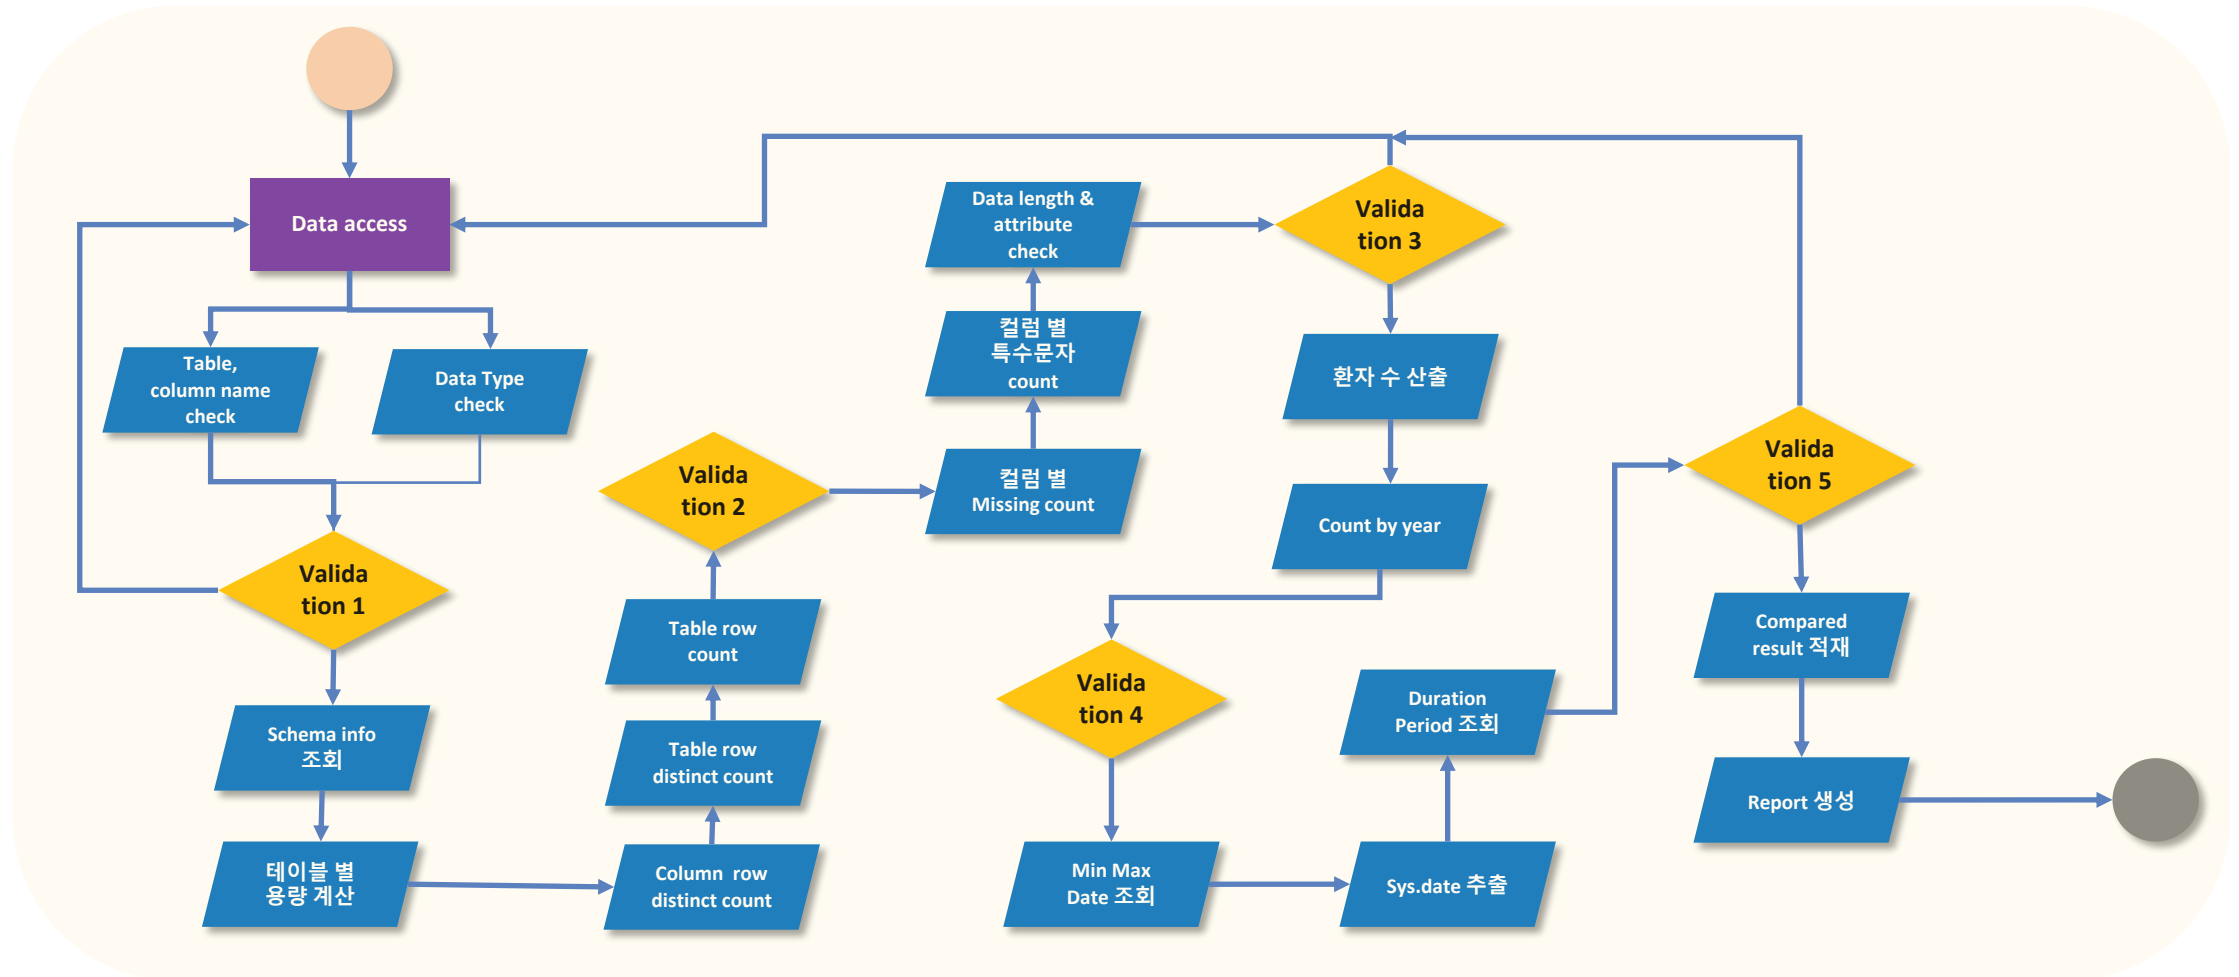 Data access
Table,
column name
check
Data Type
check
Valida
tion 1
Schema info
조회
테이블 별
용량 계산
Column  row
distinct count
Table row
distinct count
Table row
count
Valida
tion 2
컬럼 별
Missing count
컬럼 별
특수문자
count
Data length &
attribute
check
Valida
tion 3
환자 수 산출
Count by year
Valida
tion 4
Min Max
Date 조회
Sys.date 추출
Duration
Period 조회
Valida
tion 5
Compared
result 적재
Report 생성